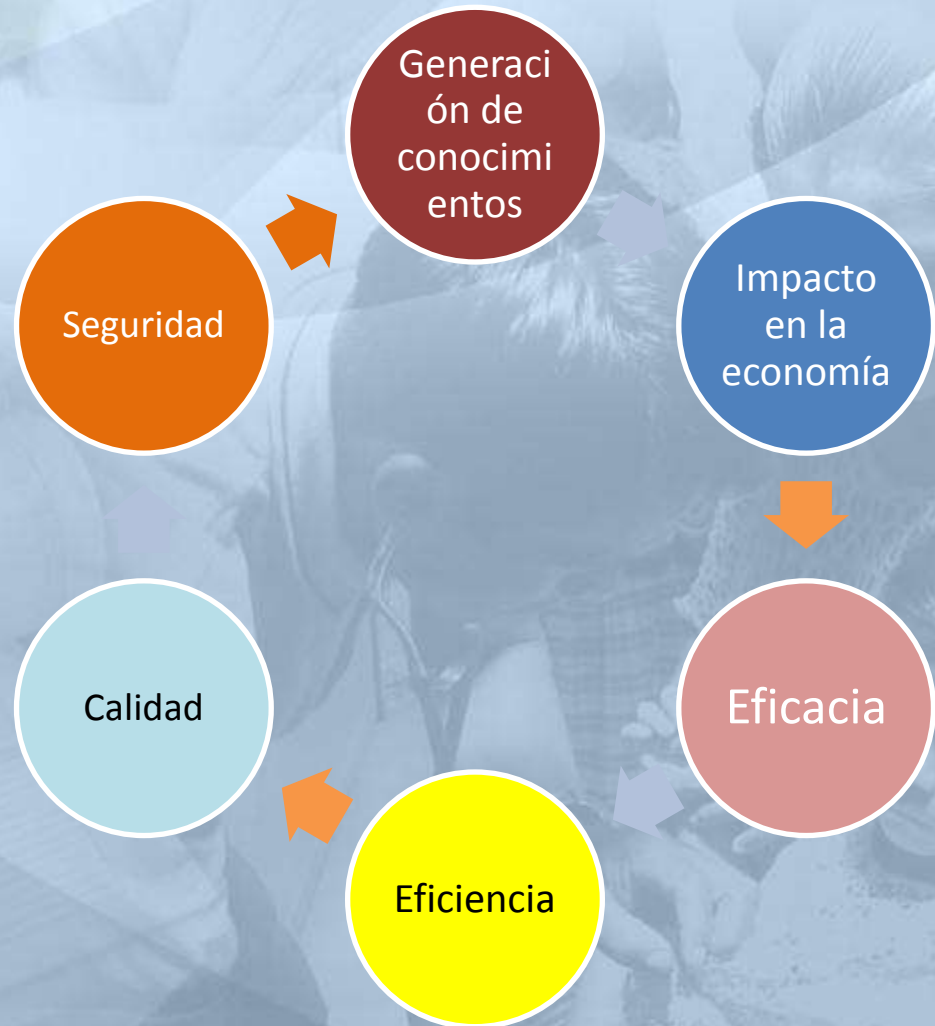 Generaci
ón de
conocimi
entos
Impacto
en la
economía
Eficacia
Eficiencia
Calidad
Seguridad